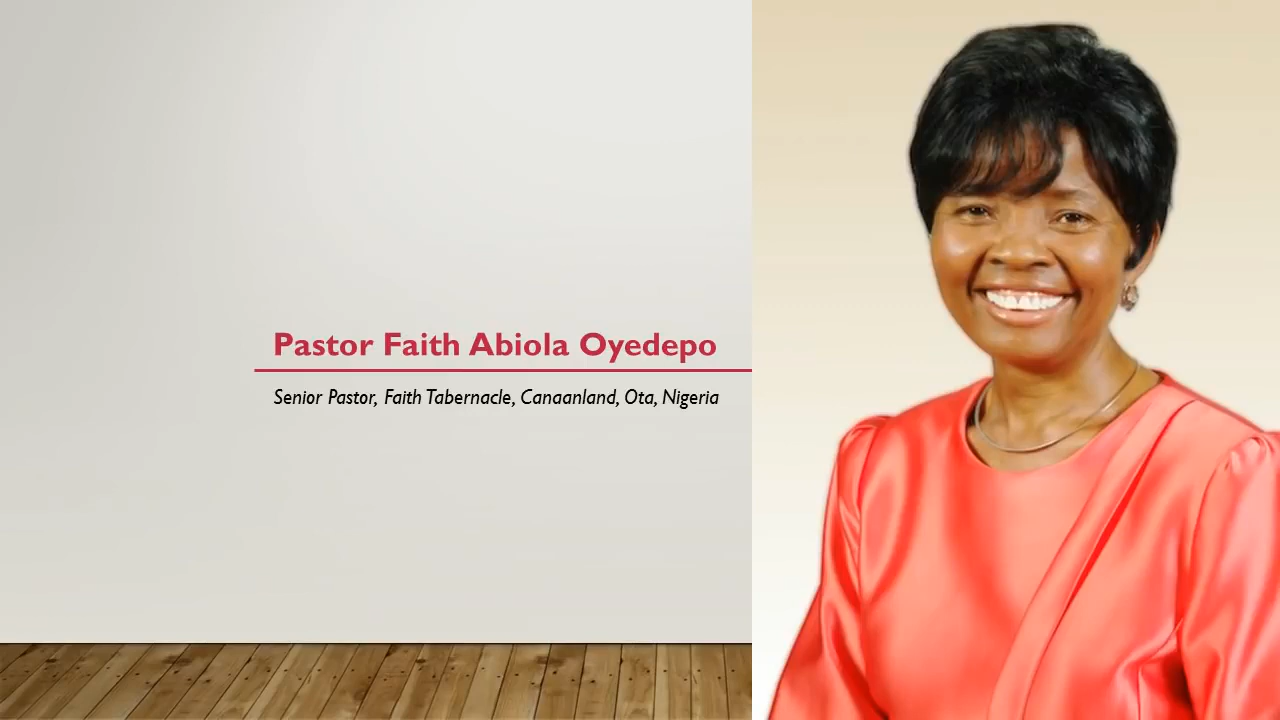 Pastor Faith Abiola Oyedepo
Senior Pastor, Faith Tabernacle, Canaanland, Ota, Nigeria